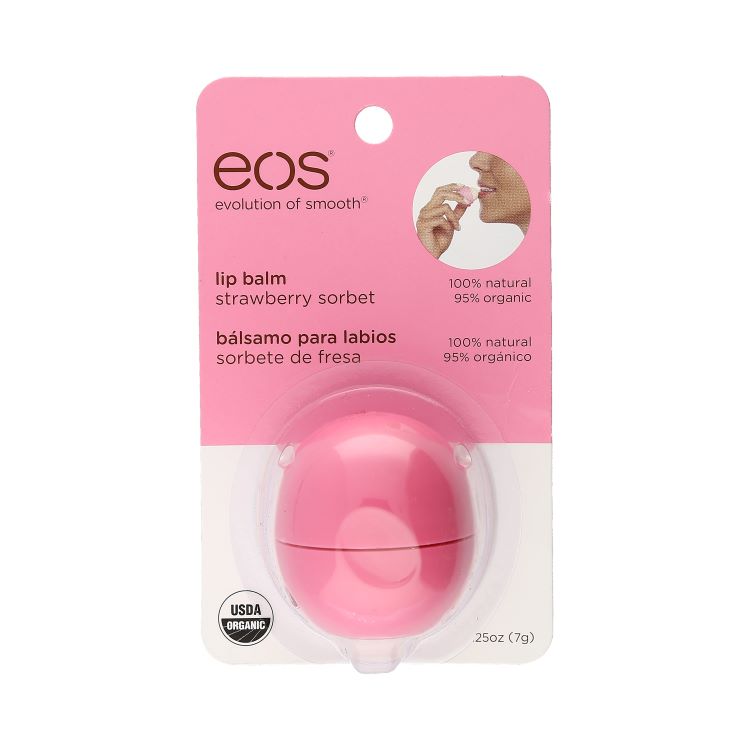 eos®
evolution of smooth®
lip balm
strawberry sorbet
100% natural
95% organic
bálsamo para labios
sorbete de fresa
100% natural
95% orgánico
USDA
ORGANIC
.25oz (7g)